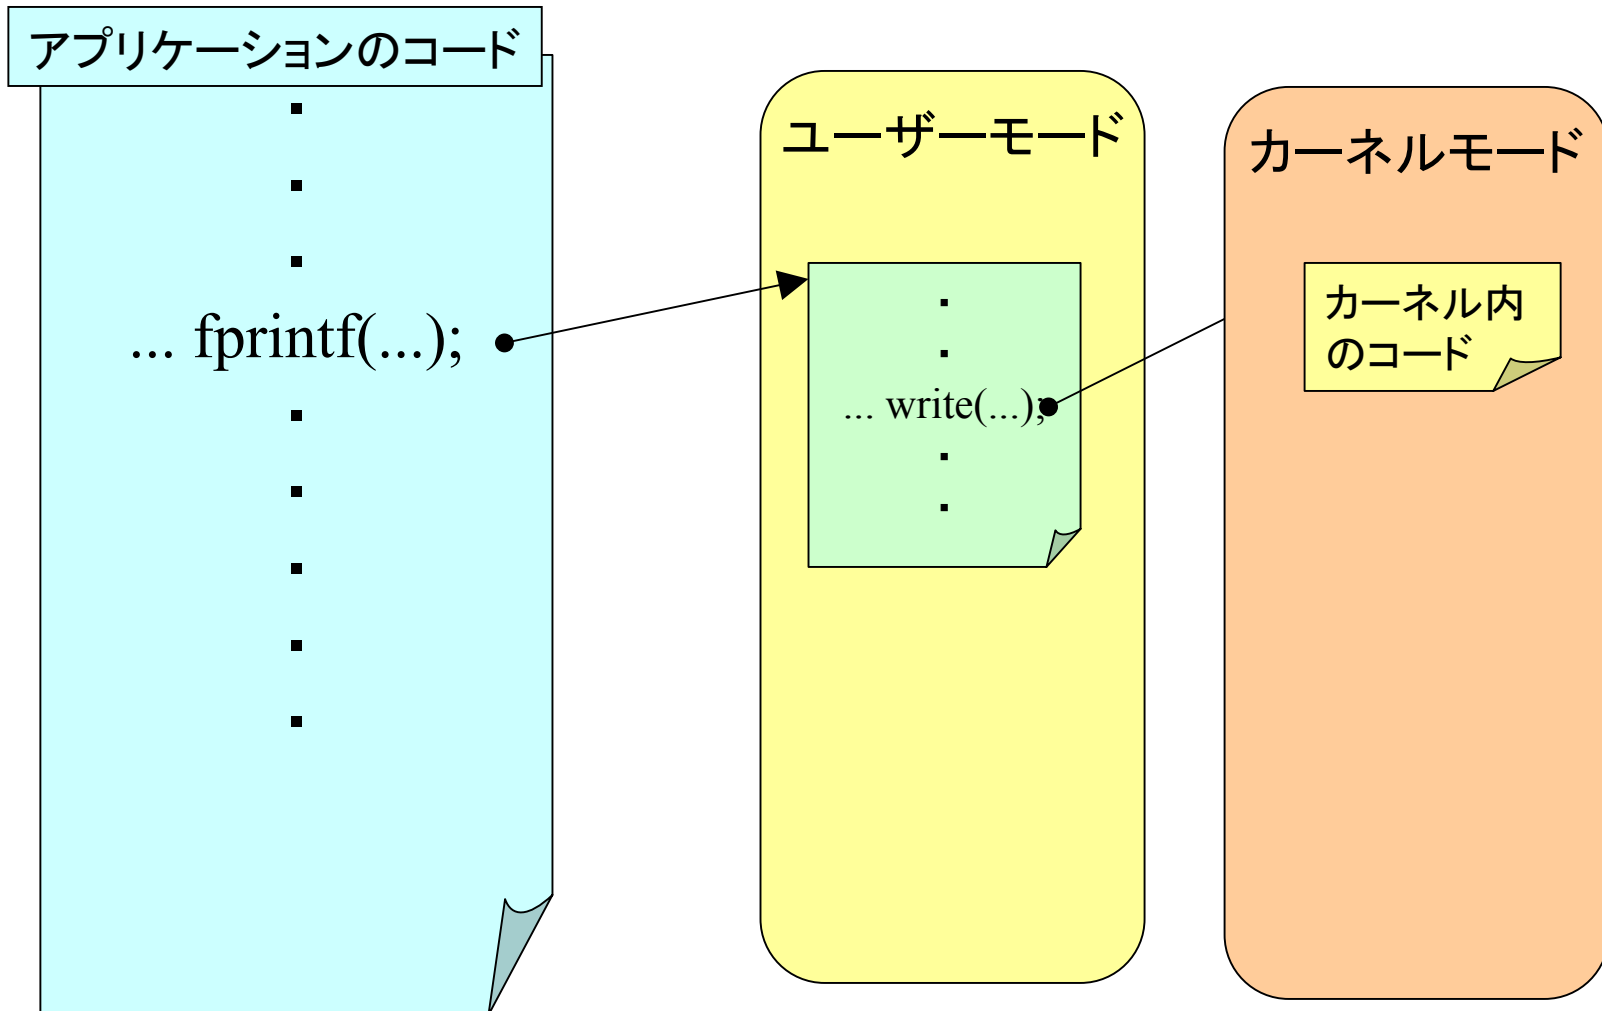 アプリケーションのコード
.
.
.
... fprintf(...);
.
.
.
.
.
ユーザーモード
.
.
... write(...);
.
.
カーネルモード
カーネル内
のコード